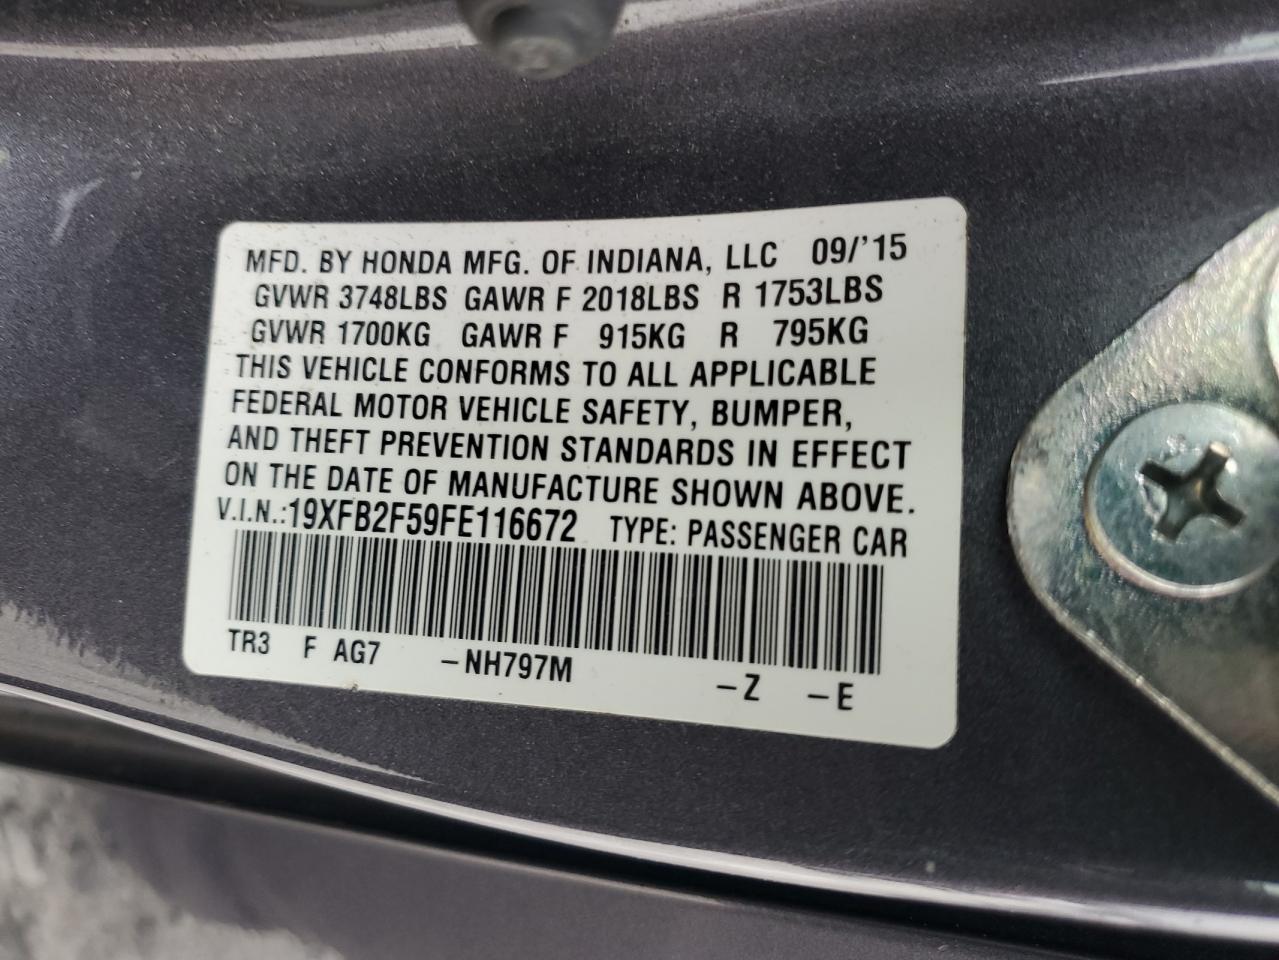 MFD. BY HONDA MFG. OF INDIANA, LLC 09/'15
GVWR 3748LBS GAWR F 2018LBS R 1753LBS
GVWR 1700KG GAWR F 915KG R 795KG
THIS VEHICLE CONFORMS TO ALL APPLICABLE
FEDERAL MOTOR VEHICLE SAFETY, BUMPER,
AND THEFT PREVENTION STANDARDS IN EFFECT
ON THE DATE OF MANUFACTURE SHOWN ABOVE.
V.I.N.:19XFB2F59FE116672 TYPE: PASSENGER CAR
TR3 F AG7 -NH797M -Z -E